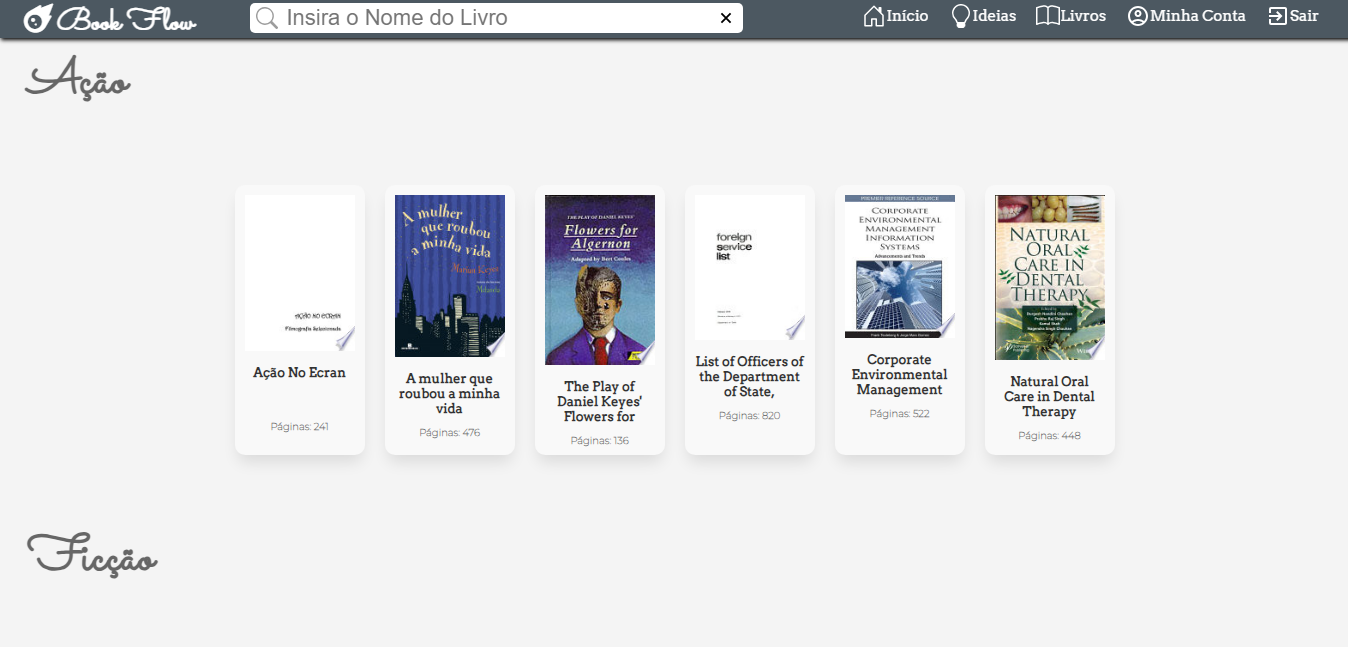 Book Flow
Insira o Nome do Livro
Início
Ideias
Livros
Minha Conta
Sair
Ação
AÇÃO NO ECRAN
Filmografia Selecionada
Ação No Ecran
Páginas: 241
A mulher
que roubou
a minha vida
Marian Keyes
A mulher que
roubou a minha
vida
Páginas: 476
THE PLAY OF DANIEL KEYES'
Flowers for
Algernon
Adapted by Bert Coules
The Play of
Daniel Keyes'
Flowers for
Páginas: 136
foreign
service
list
List of Officers of
the Department
of State,
Páginas: 820
PREMIER REFERENCE SOURCE
CORPORATE
ENVIRONMENTAL
MANAGEMENT
INFORMATION
SYSTEMS
Advancements and Trends
Corporate
Environmental
Management
Páginas: 522
NATURAL
ORAL
CARE IN
DENTAL
THERAPY
Natural Oral
Care in Dental
Therapy
Páginas: 448
Ficção